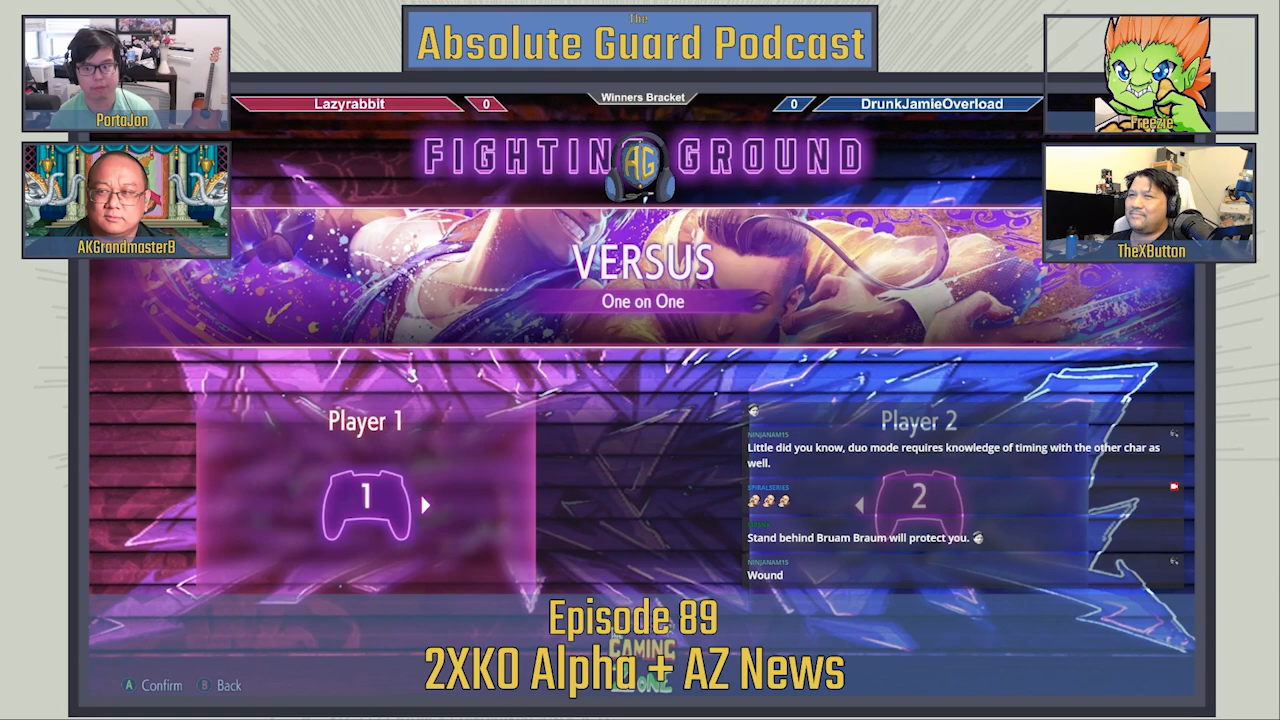 The
Absolute Guard Podcast
PortaJon
AKGrandmasterB
Freezie
TheXButton
Winners Bracket
Lazyrabbit
0
0
DrunkJamieOverload
FIGHTIN GROUND
AG
VERSUS
One on One
Player 1
1
Player 2
2
NINJANAM15
Little did you know, duo mode requires knowledge of timing with the other char as
well.
SPIRALSERIES
Stand behind Bruam Braum will protect you.
NINJANAM15
Wound
Episode 89
GAMING
2XKO Alpha + AZ News
A Confirm B Back